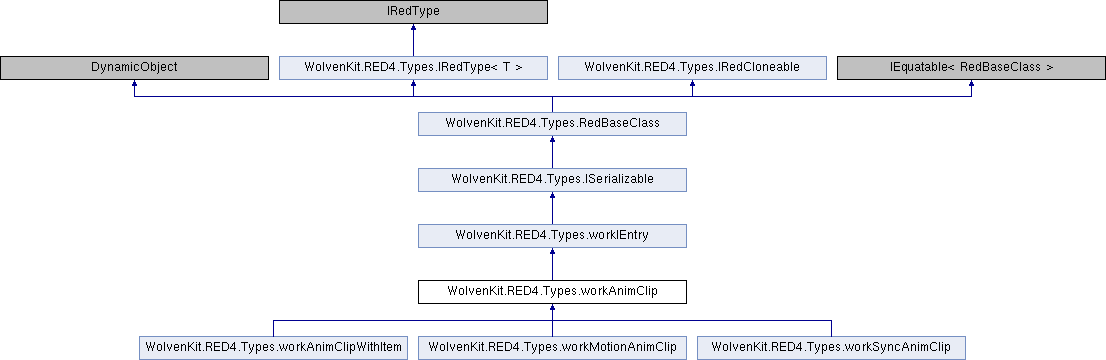 IRedType
DynamicObject
WolvenKit.RED4.Types.IRedType< T >
WolvenKit.RED4.Types.IRedCloneable
IEquatable< RedBaseClass >
WolvenKit.RED4.Types.RedBaseClass
WolvenKit.RED4.Types.ISerializable
WolvenKit.RED4.Types.workIEntry
WolvenKit.RED4.Types.workAnimClip
WolvenKit.RED4.Types.workAnimClipWithItem
WolvenKit.RED4.Types.workMotionAnimClip
WolvenKit.RED4.Types.workSyncAnimClip